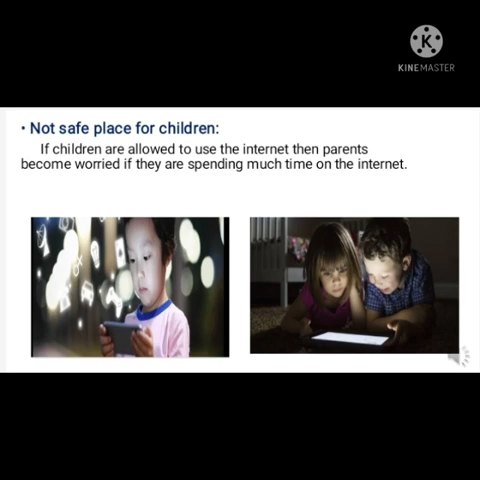 K
KINEMASTER
• Not safe place for children:
If children are allowed to use the internet then parents
become worried if they are spending much time on the internet.